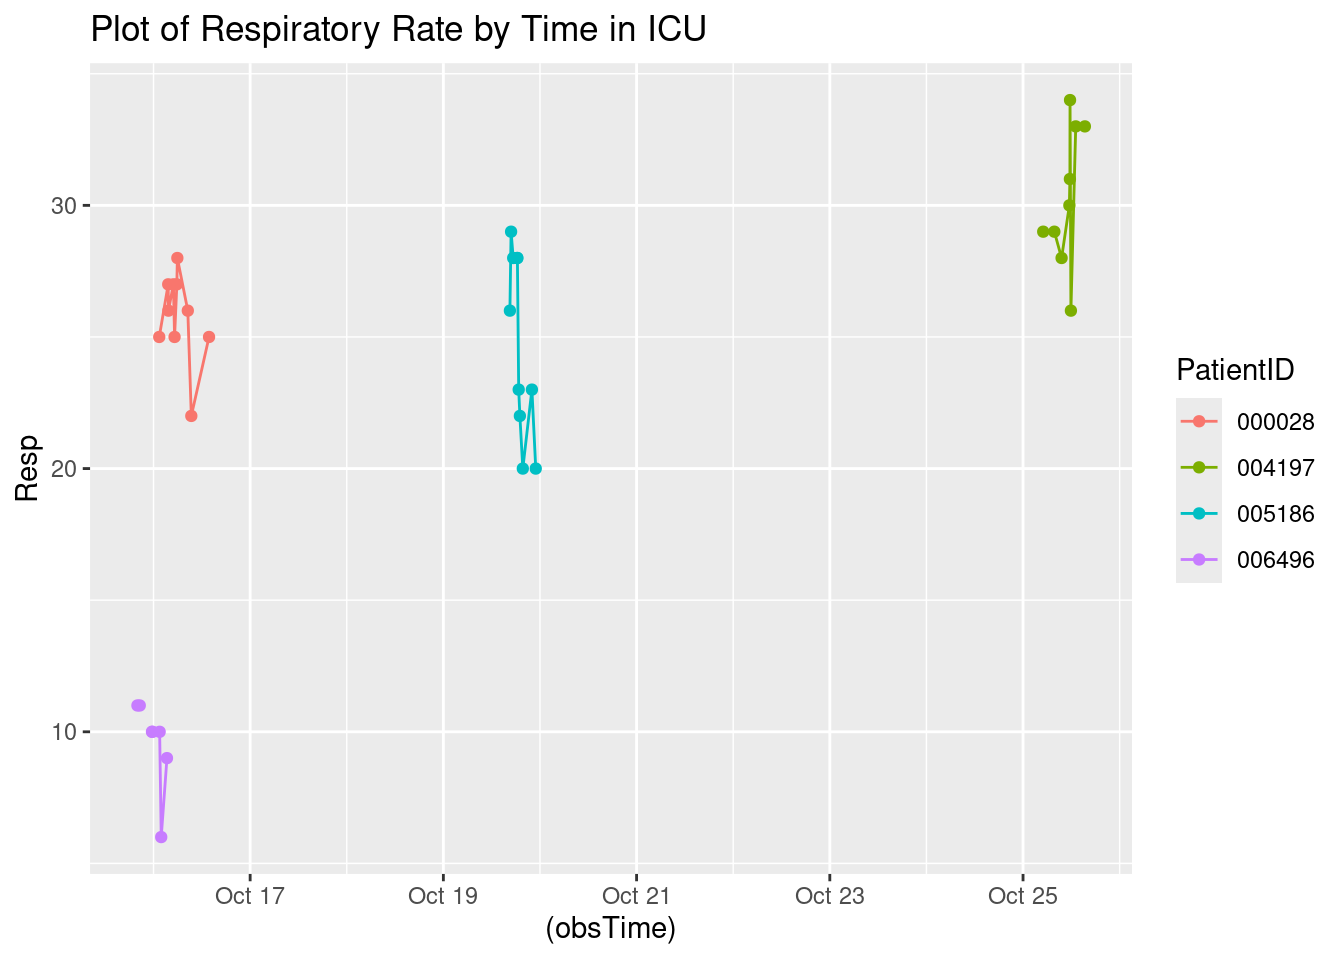 Plot of Respiratory Rate by Time in ICU
30
20
10
Resp
Oct 17
Oct 19
Oct 21
Oct 23
Oct 25
(obsTime)
PatientID
000028
004197
005186
006496